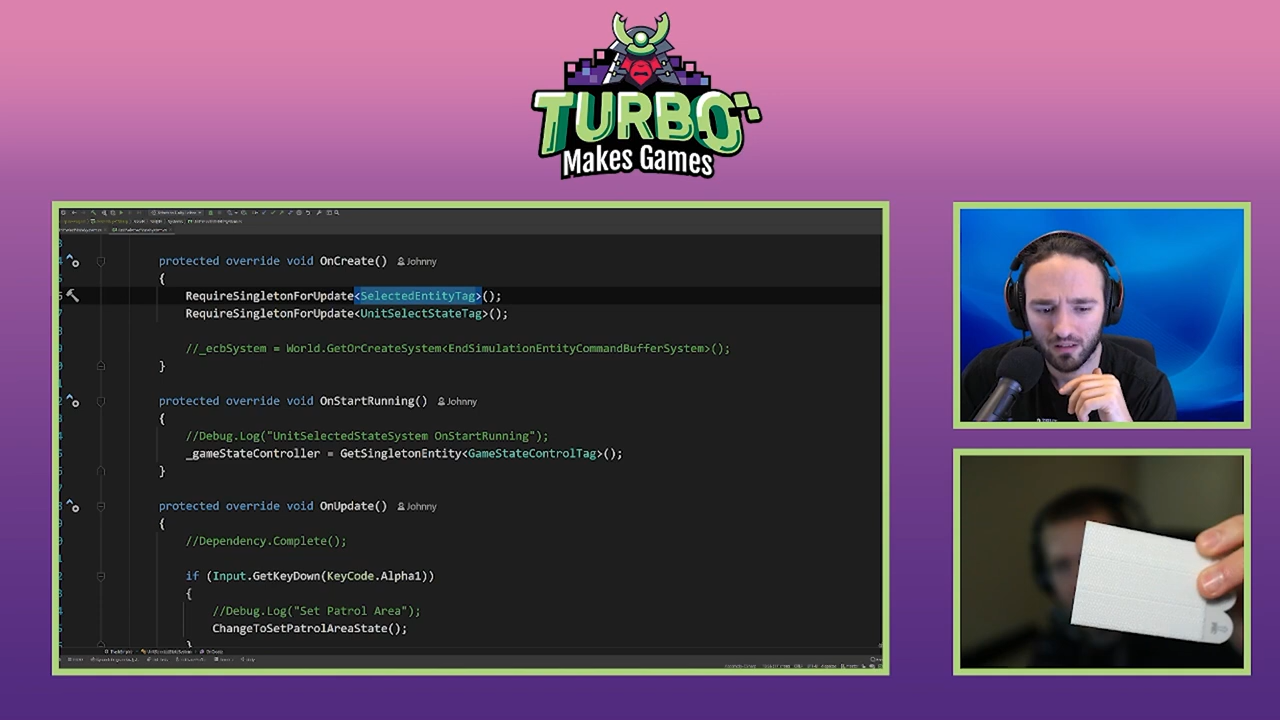 TURBO
Makes Games
protected override void OnCreate() Johnny
{
RequireSingletonForUpdate<SelectedEntityTag>();
RequireSingletonForUpdate<UnitSelectStateTag>();
//_ecbSystem = World.GetOrCreateSystem<EndSimulationEntityCommandBufferSystem>();
}
protected override void OnStartRunning() Johnny
{
//Debug.Log("UnitSelectedStateSystem OnStartRunning");
_gameStateController = GetSingletonEntity<GameStateControlTag>();
}
protected override void OnUpdate() Johnny
{
//Dependency.Complete();
if (Input.GetKeyDown(KeyCode.Alpha1))
{
//Debug.Log("Set Patrol Area");
ChangeToSetPatrolAreaState();
}